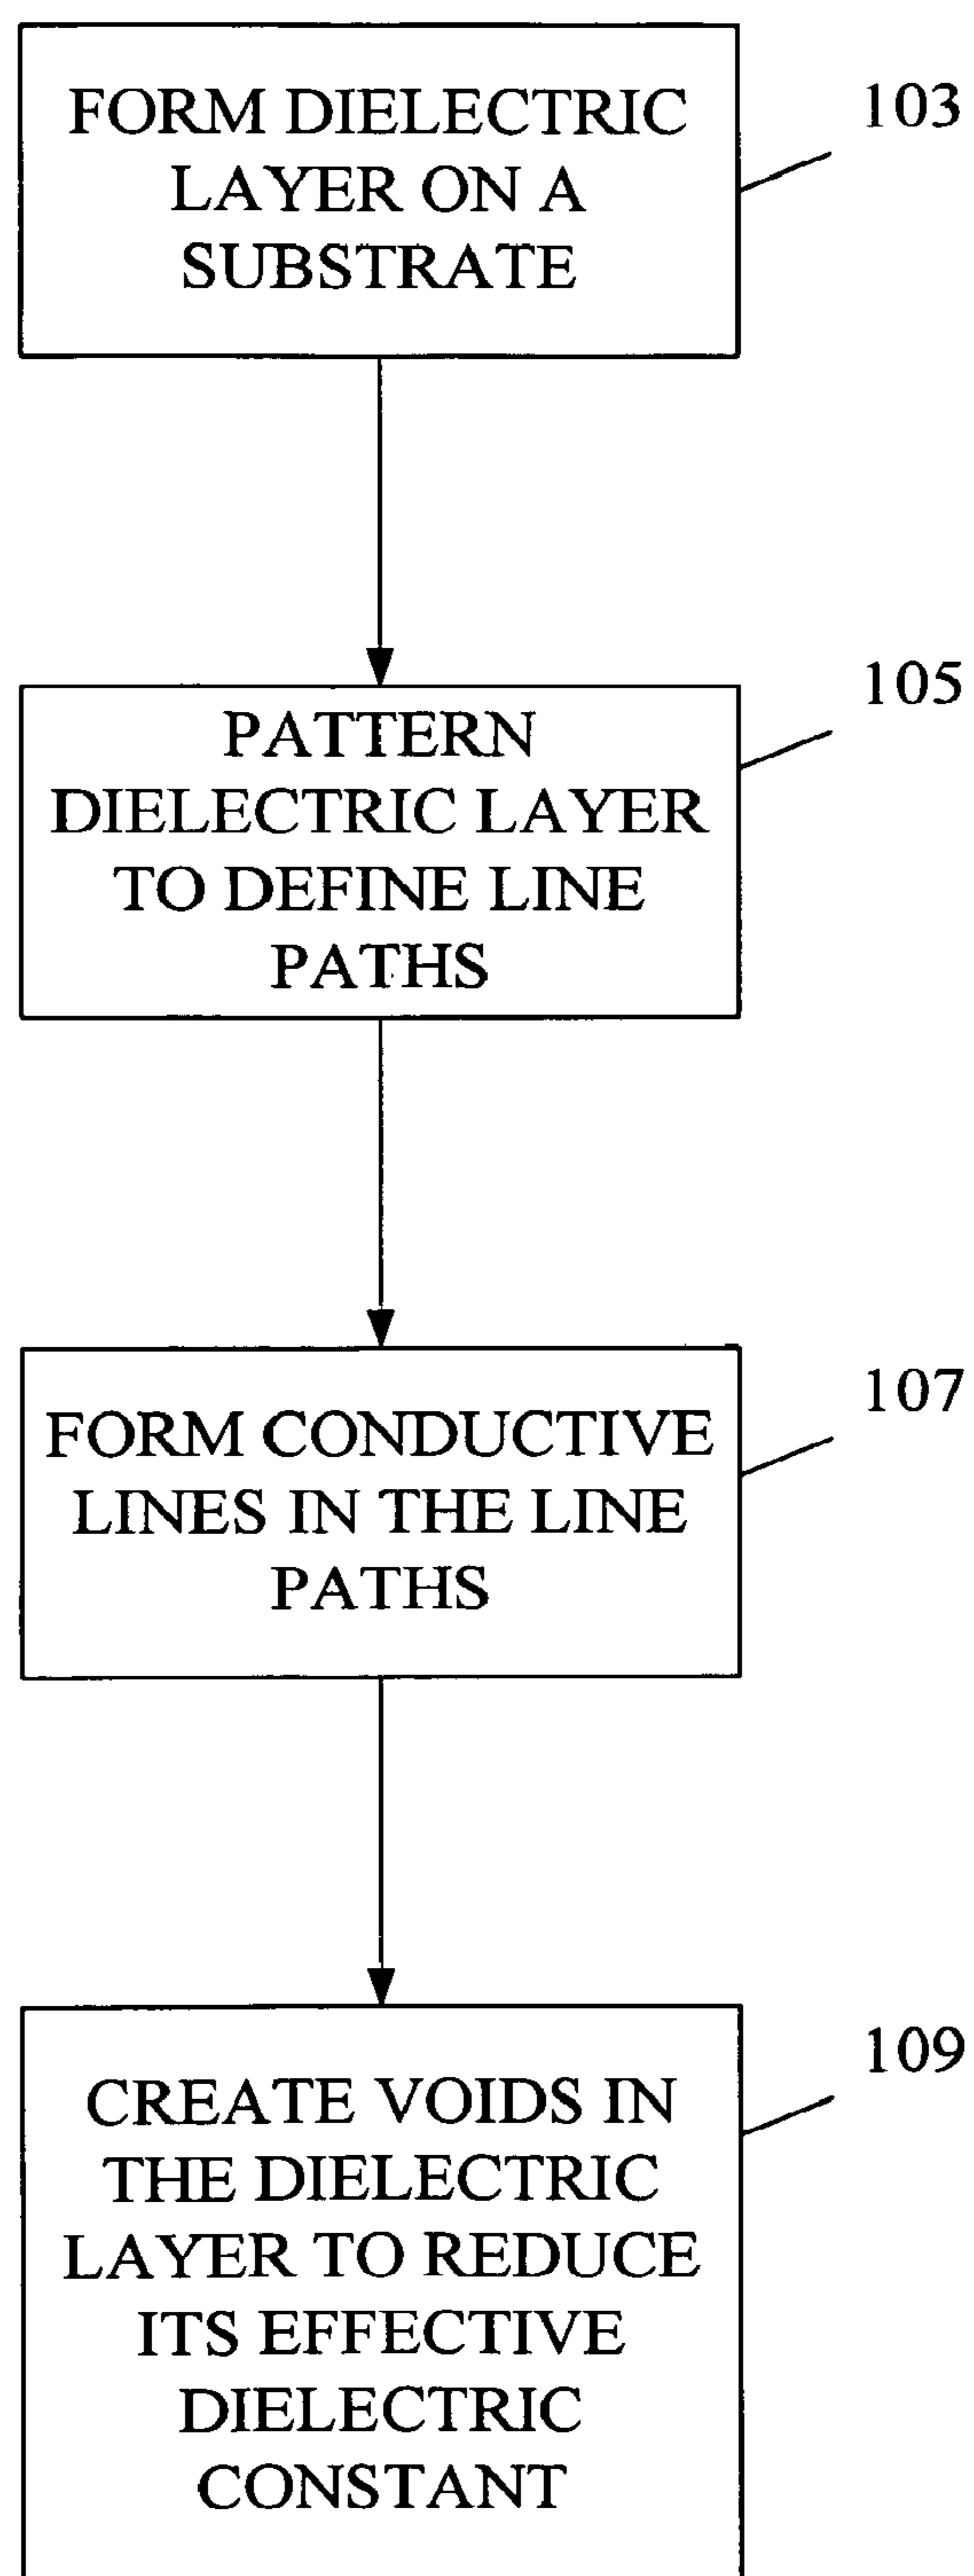 FORM DIELECTRIC
LAYER ON A
SUBSTRATE
103
PATTERN
DIELECTRIC LAYER
TO DEFINE LINE
PATHS
105
FORM CONDUCTIVE
LINES IN THE LINE
PATHS
107
CREATE VOIDS IN
THE DIELECTRIC
LAYER TO REDUCE
ITS EFFECTIVE
DIELECTRIC
CONSTANT
109